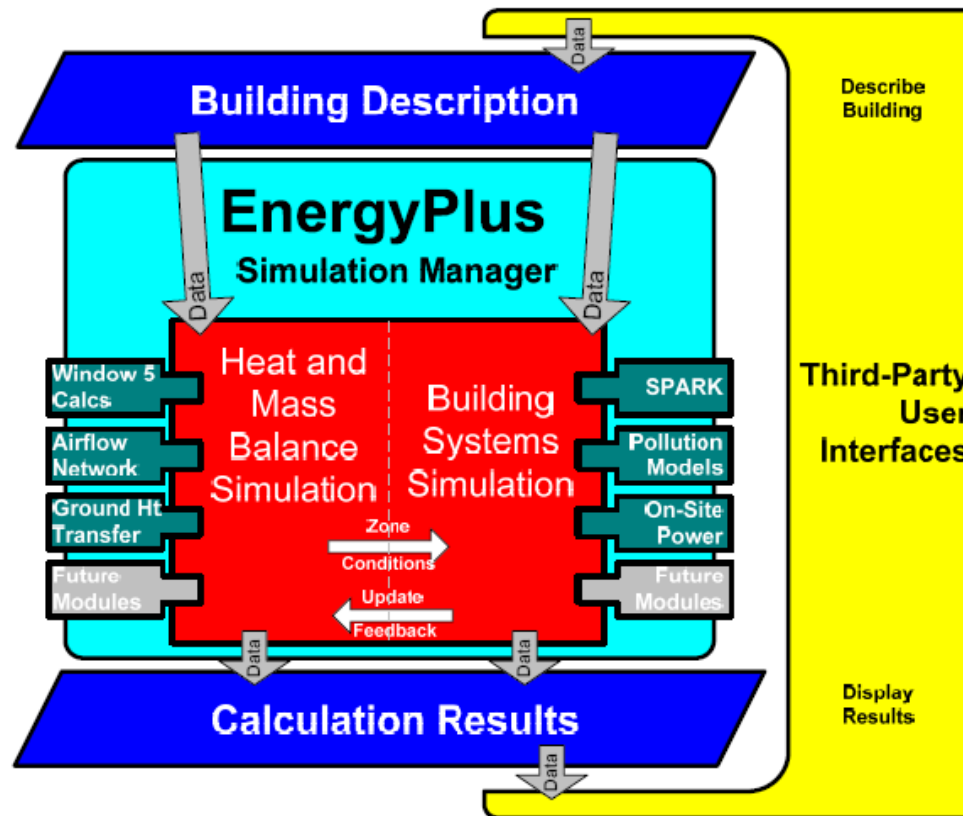 Data
Describe
Building
Building Description
EnergyPlus
Simulation Manager
Data
Data
Window 5
Calcs
Airflow
Network
Ground Ht
Transfer
Future
Modules
Heat and
Mass
Balance
Simulation
Building
Systems
Simulation
Zone
Conditions
Update
Feedback
SPARK
Pollution
Models
On-Site
Power
Future
Modules
Third-Party
User
Interfaces
Data
Data
Calculation Results
Display
Results
Data